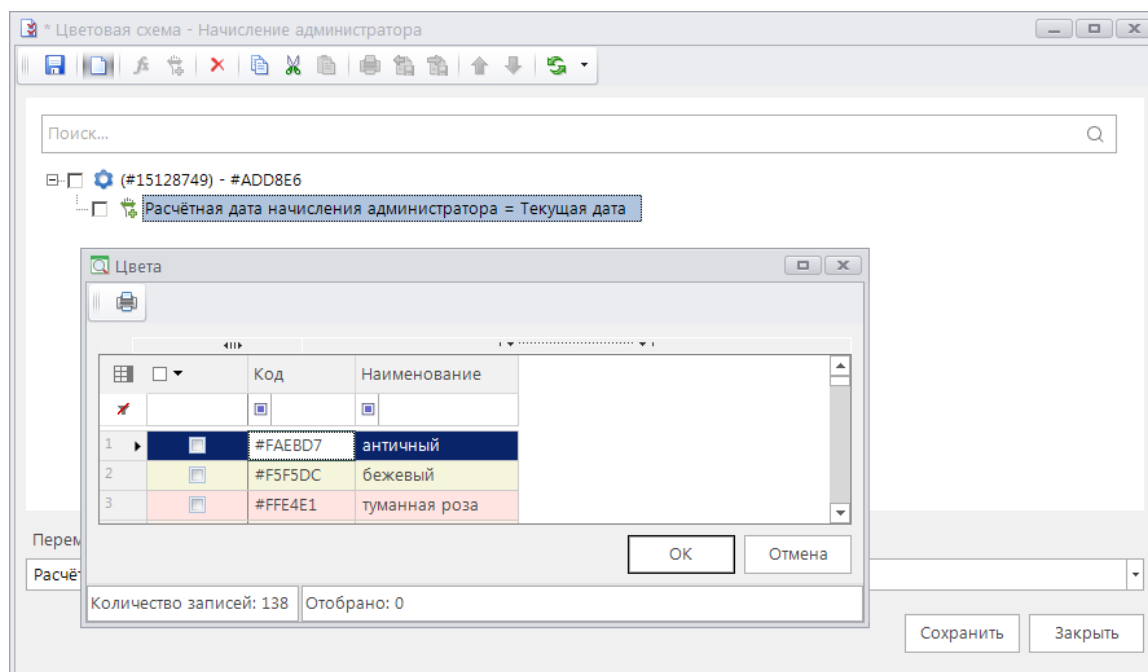 * Цветовая схема - Начисление администратора
Поиск...
(#15128749) - #ADD8E6
Расчётная дата начисления администратора = Текущая дата
Цвета
Код Наименование
1 #FAEBD7 античный
2 #F5F5DC бежевый
3 #FFE4E1 туманная роза
Перем
ОК Отмена
Расчё
Количество записей: 138 Отобрано: 0
Сохранить Закрыть